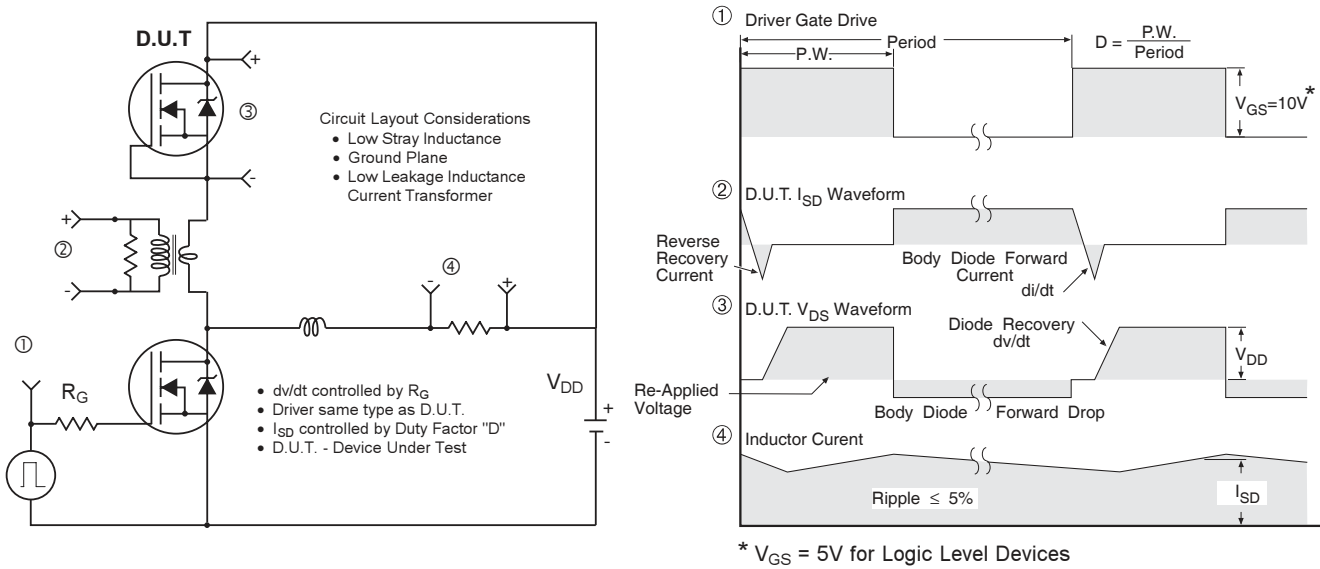 D.U.T
+
③
-
Circuit Layout Considerations
• Low Stray Inductance
• Ground Plane
• Low Leakage Inductance
Current Transformer
+
②
-
④
-
+
①
R_G
• dv/dt controlled by R_G
• Driver same type as D.U.T.
• I_SD controlled by Duty Factor "D"
• D.U.T. - Device Under Test
V_DD
+
-
① Driver Gate Drive
P.W.
Period
D = P.W. / Period
V_GS=10V*
② D.U.T. I_SD Waveform
Reverse
Recovery
Current
Body Diode Forward
Current
di/dt
③ D.U.T. V_DS Waveform
Diode Recovery
dv/dt
V_DD
Re-Applied
Voltage
Body Diode Forward Drop
④ Inductor Curent
Ripple ≤ 5%
I_SD
* V_GS = 5V for Logic Level Devices